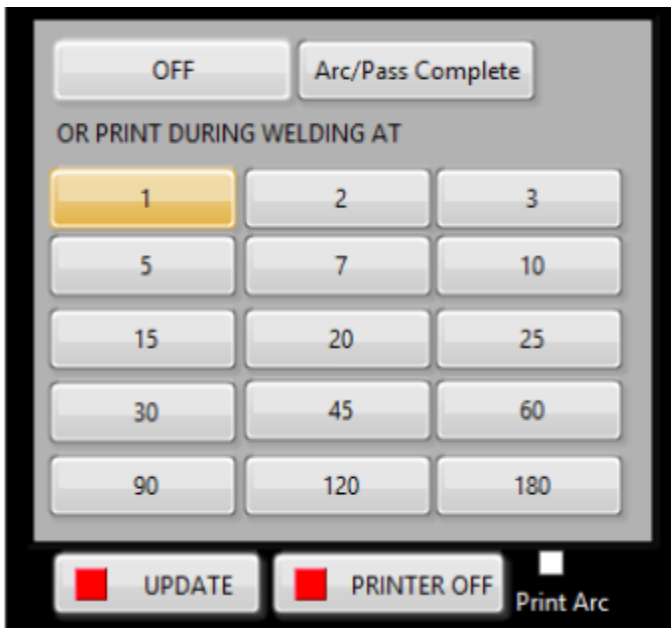 OFF Arc/Pass Complete
OR PRINT DURING WELDING AT
1 2 3
5 7 10
15 20 25
30 45 60
90 120 180
UPDATE PRINTER OFF Print Arc